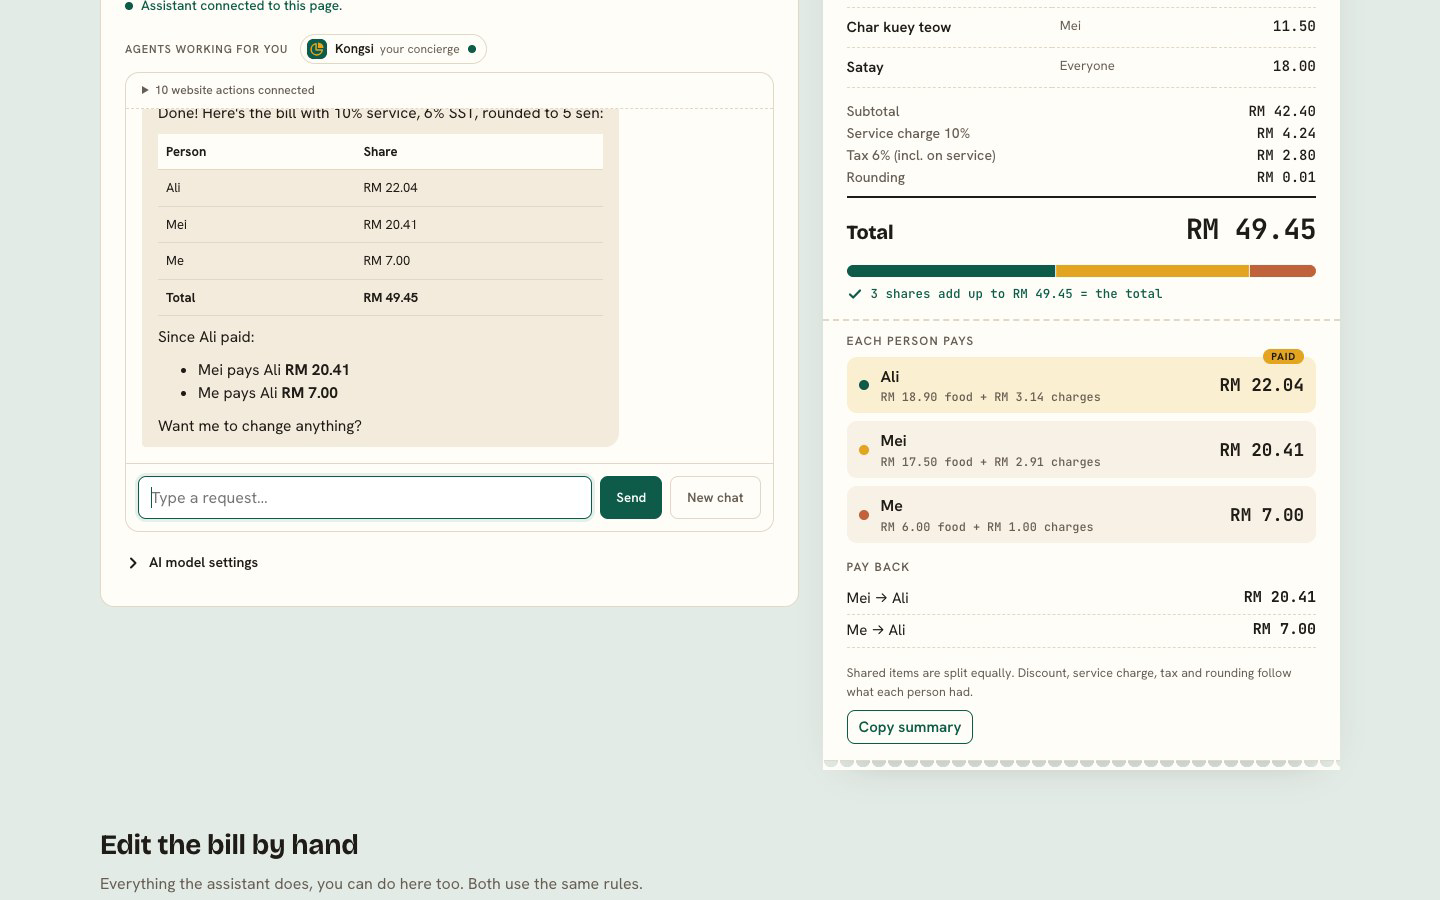 Assistant connected to this page.
AGENTS WORKING FOR YOU
Kongsi your concierge
10 website actions connected
Done! Here's the bill with 10% service, 6% SST, rounded to 5 sen:
Person Share
Ali RM 22.04
Mei RM 20.41
Me RM 7.00
Total RM 49.45
Since Ali paid:
• Mei pays Ali RM 20.41
• Me pays Ali RM 7.00
Want me to change anything?
Type a request...
Send
New chat
AI model settings
Char kuey teow Mei 11.50
Satay Everyone 18.00
Subtotal RM 42.40
Service charge 10% RM 4.24
Tax 6% (incl. on service) RM 2.80
Rounding RM 0.01
Total RM 49.45
3 shares add up to RM 49.45 = the total
EACH PERSON PAYS
PAID
Ali RM 22.04
RM 18.90 food + RM 3.14 charges
Mei RM 20.41
RM 17.50 food + RM 2.91 charges
Me RM 7.00
RM 6.00 food + RM 1.00 charges
PAY BACK
Mei → Ali RM 20.41
Me → Ali RM 7.00
Shared items are split equally. Discount, service charge, tax and rounding follow
what each person had.
Copy summary
Edit the bill by hand
Everything the assistant does, you can do here too. Both use the same rules.